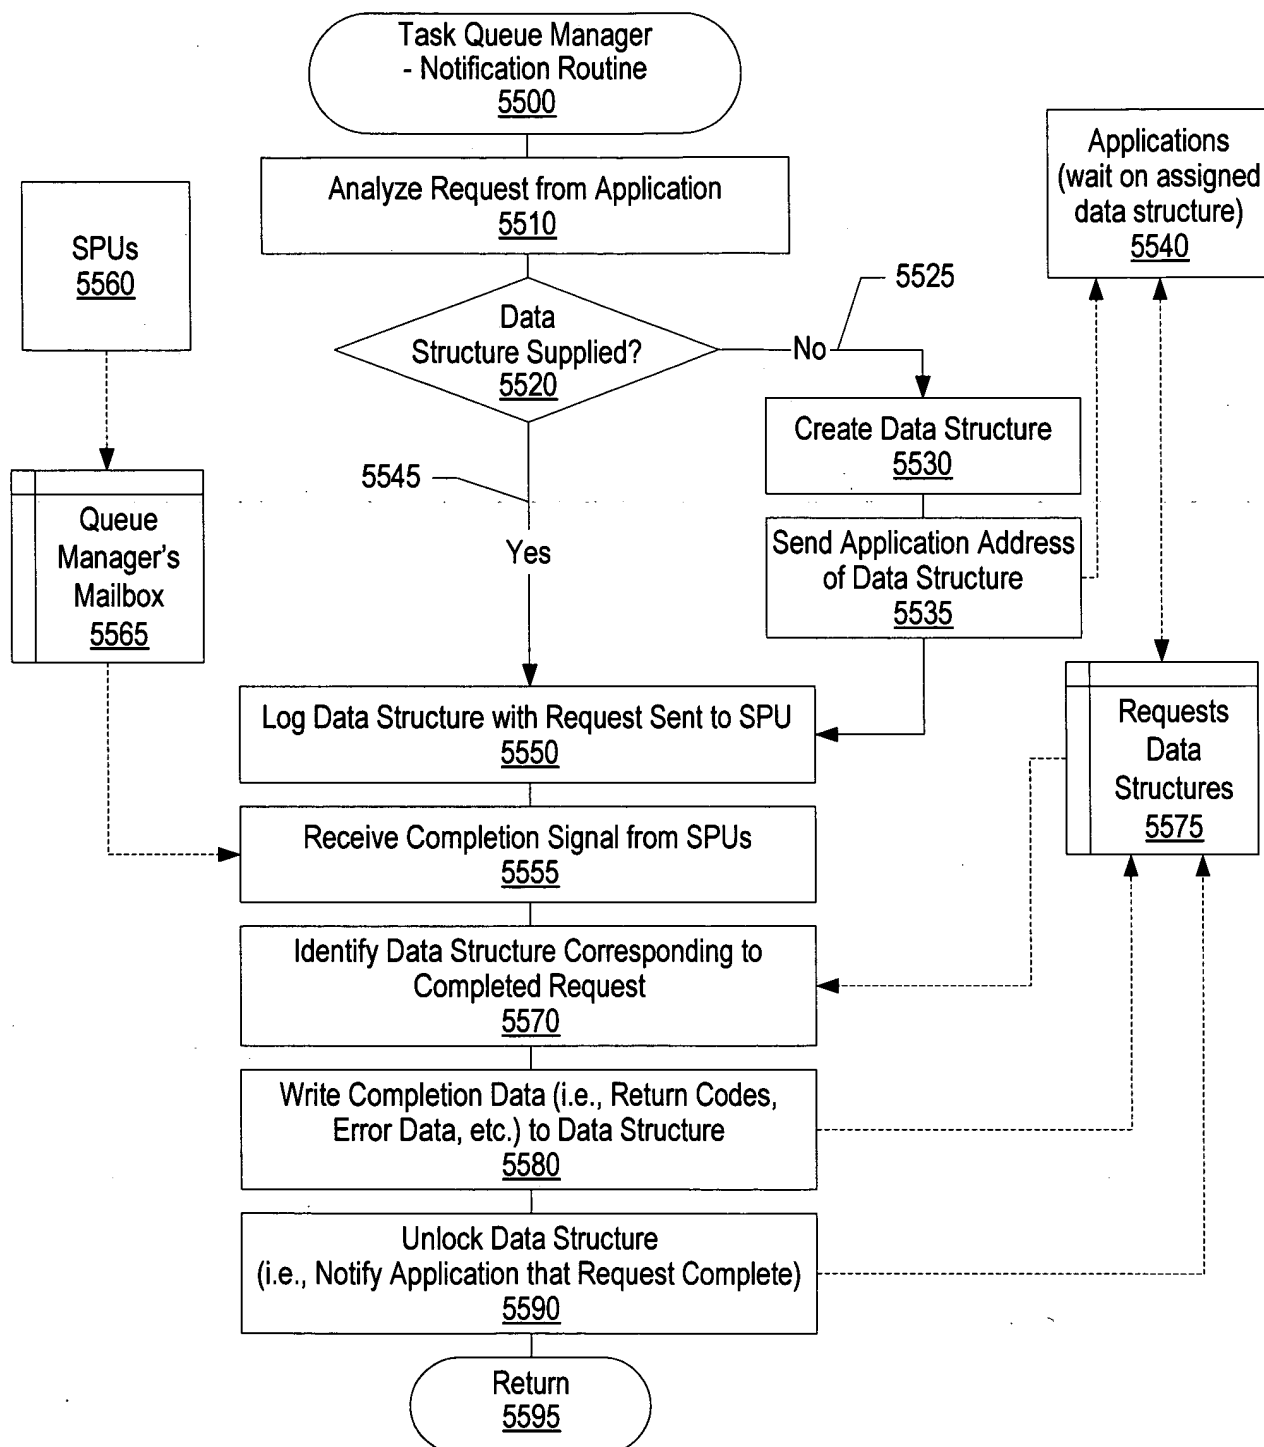 Task Queue Manager
- Notification Routine
5500
Analyze Request from Application
5510
Applications
(wait on assigned
data structure)
5540
SPUs
5560
Data
Structure Supplied?
5520
5525
No
Create Data Structure
5530
5545
Queue
Manager's
Mailbox
5565
Yes
Send Application Address
of Data Structure
5535
Log Data Structure with Request Sent to SPU
5550
Requests
Data
Structures
5575
Receive Completion Signal from SPUs
5555
Identify Data Structure Corresponding to
Completed Request
5570
Write Completion Data (i.e., Return Codes,
Error Data, etc.) to Data Structure
5580
Unlock Data Structure
(i.e., Notify Application that Request Complete)
5590
Return
5595